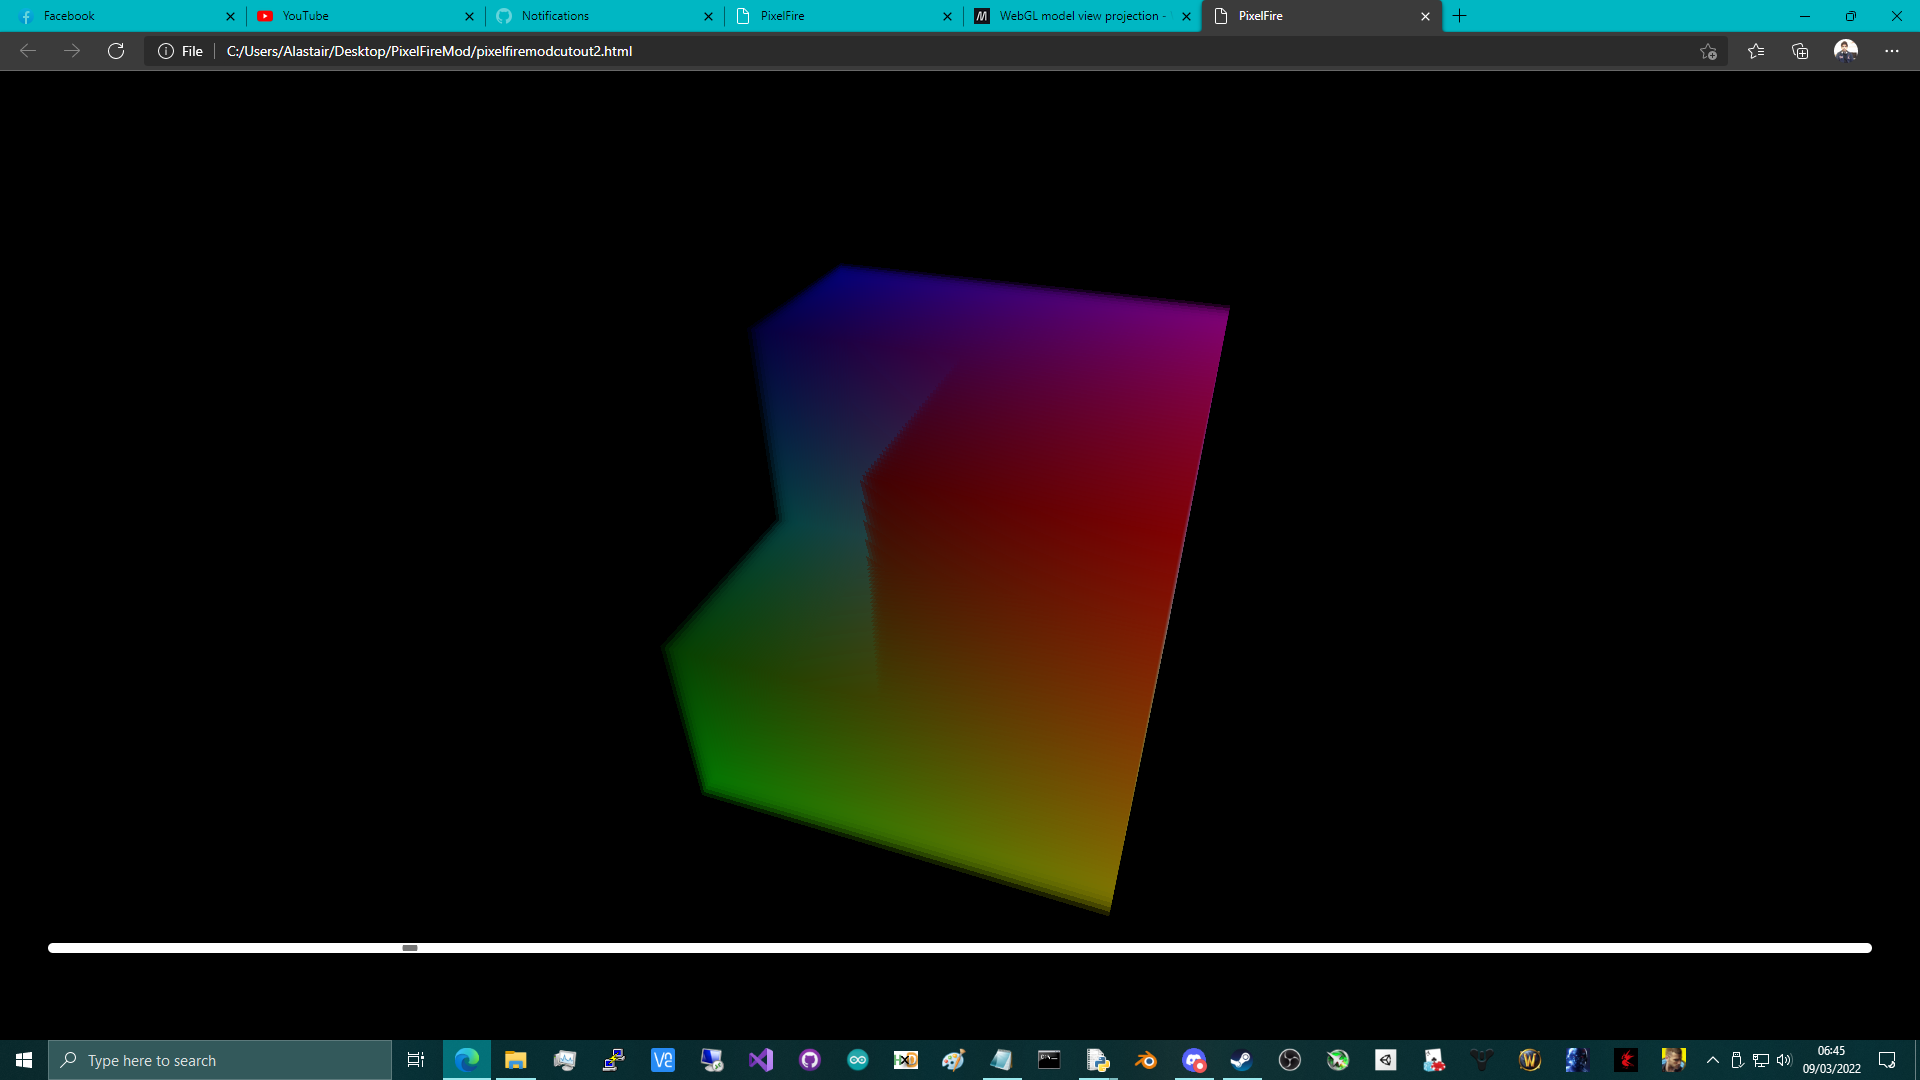 Facebook
YouTube
Notifications
PixelFire
WebGL model view projection -
PixelFire
File
C:/Users/Alastair/Desktop/PixelFireMod/pixelfiremodcutout2.html
Type here to search
06:45
09/03/2022